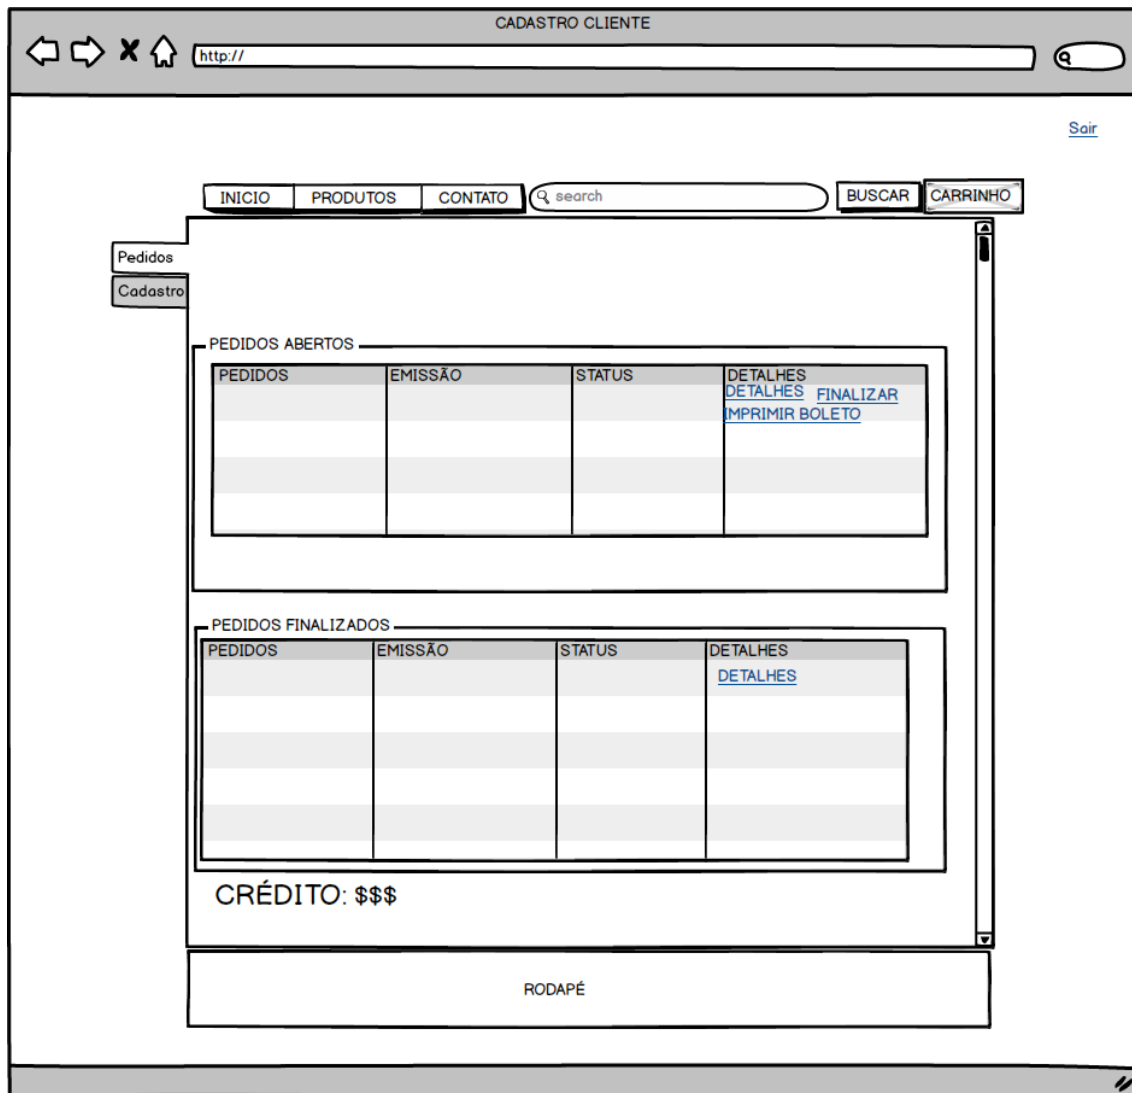 CADASTRO CLIENTE
http://
Sair
INICIO PRODUTOS CONTATO search BUSCAR CARRINHO
Pedidos
Cadastro
PEDIDOS ABERTOS
PEDIDOS EMISSÃO STATUS DETALHES
DETALHES FINALIZAR
IMPRIMIR BOLETO
PEDIDOS FINALIZADOS
PEDIDOS EMISSÃO STATUS DETALHES
DETALHES
CRÉDITO: $$$
RODAPÉ